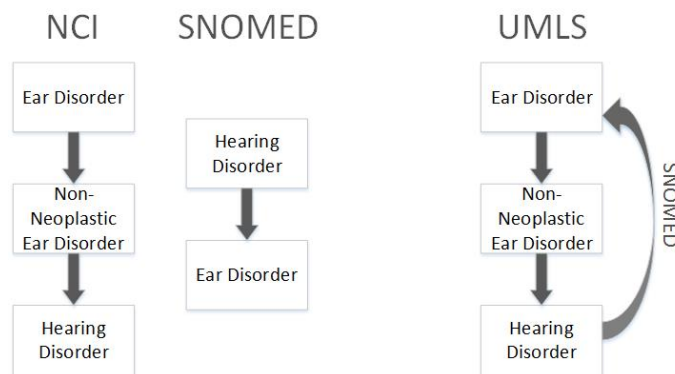 NCI
SNOMED
UMLS
Ear Disorder
Non-
Neoplastic
Ear Disorder
Hearing
Disorder
Hearing
Disorder
Ear Disorder
Ear Disorder
Non-
Neoplastic
Ear Disorder
Hearing
Disorder
SNOMED